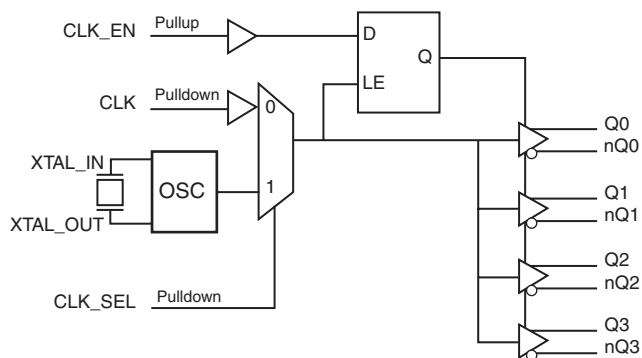 CLK_EN Pullup
D
Q
LE
CLK Pulldown
0
1
XTAL_IN
OSC
XTAL_OUT
CLK_SEL Pulldown
Q0
nQ0
Q1
nQ1
Q2
nQ2
Q3
nQ3